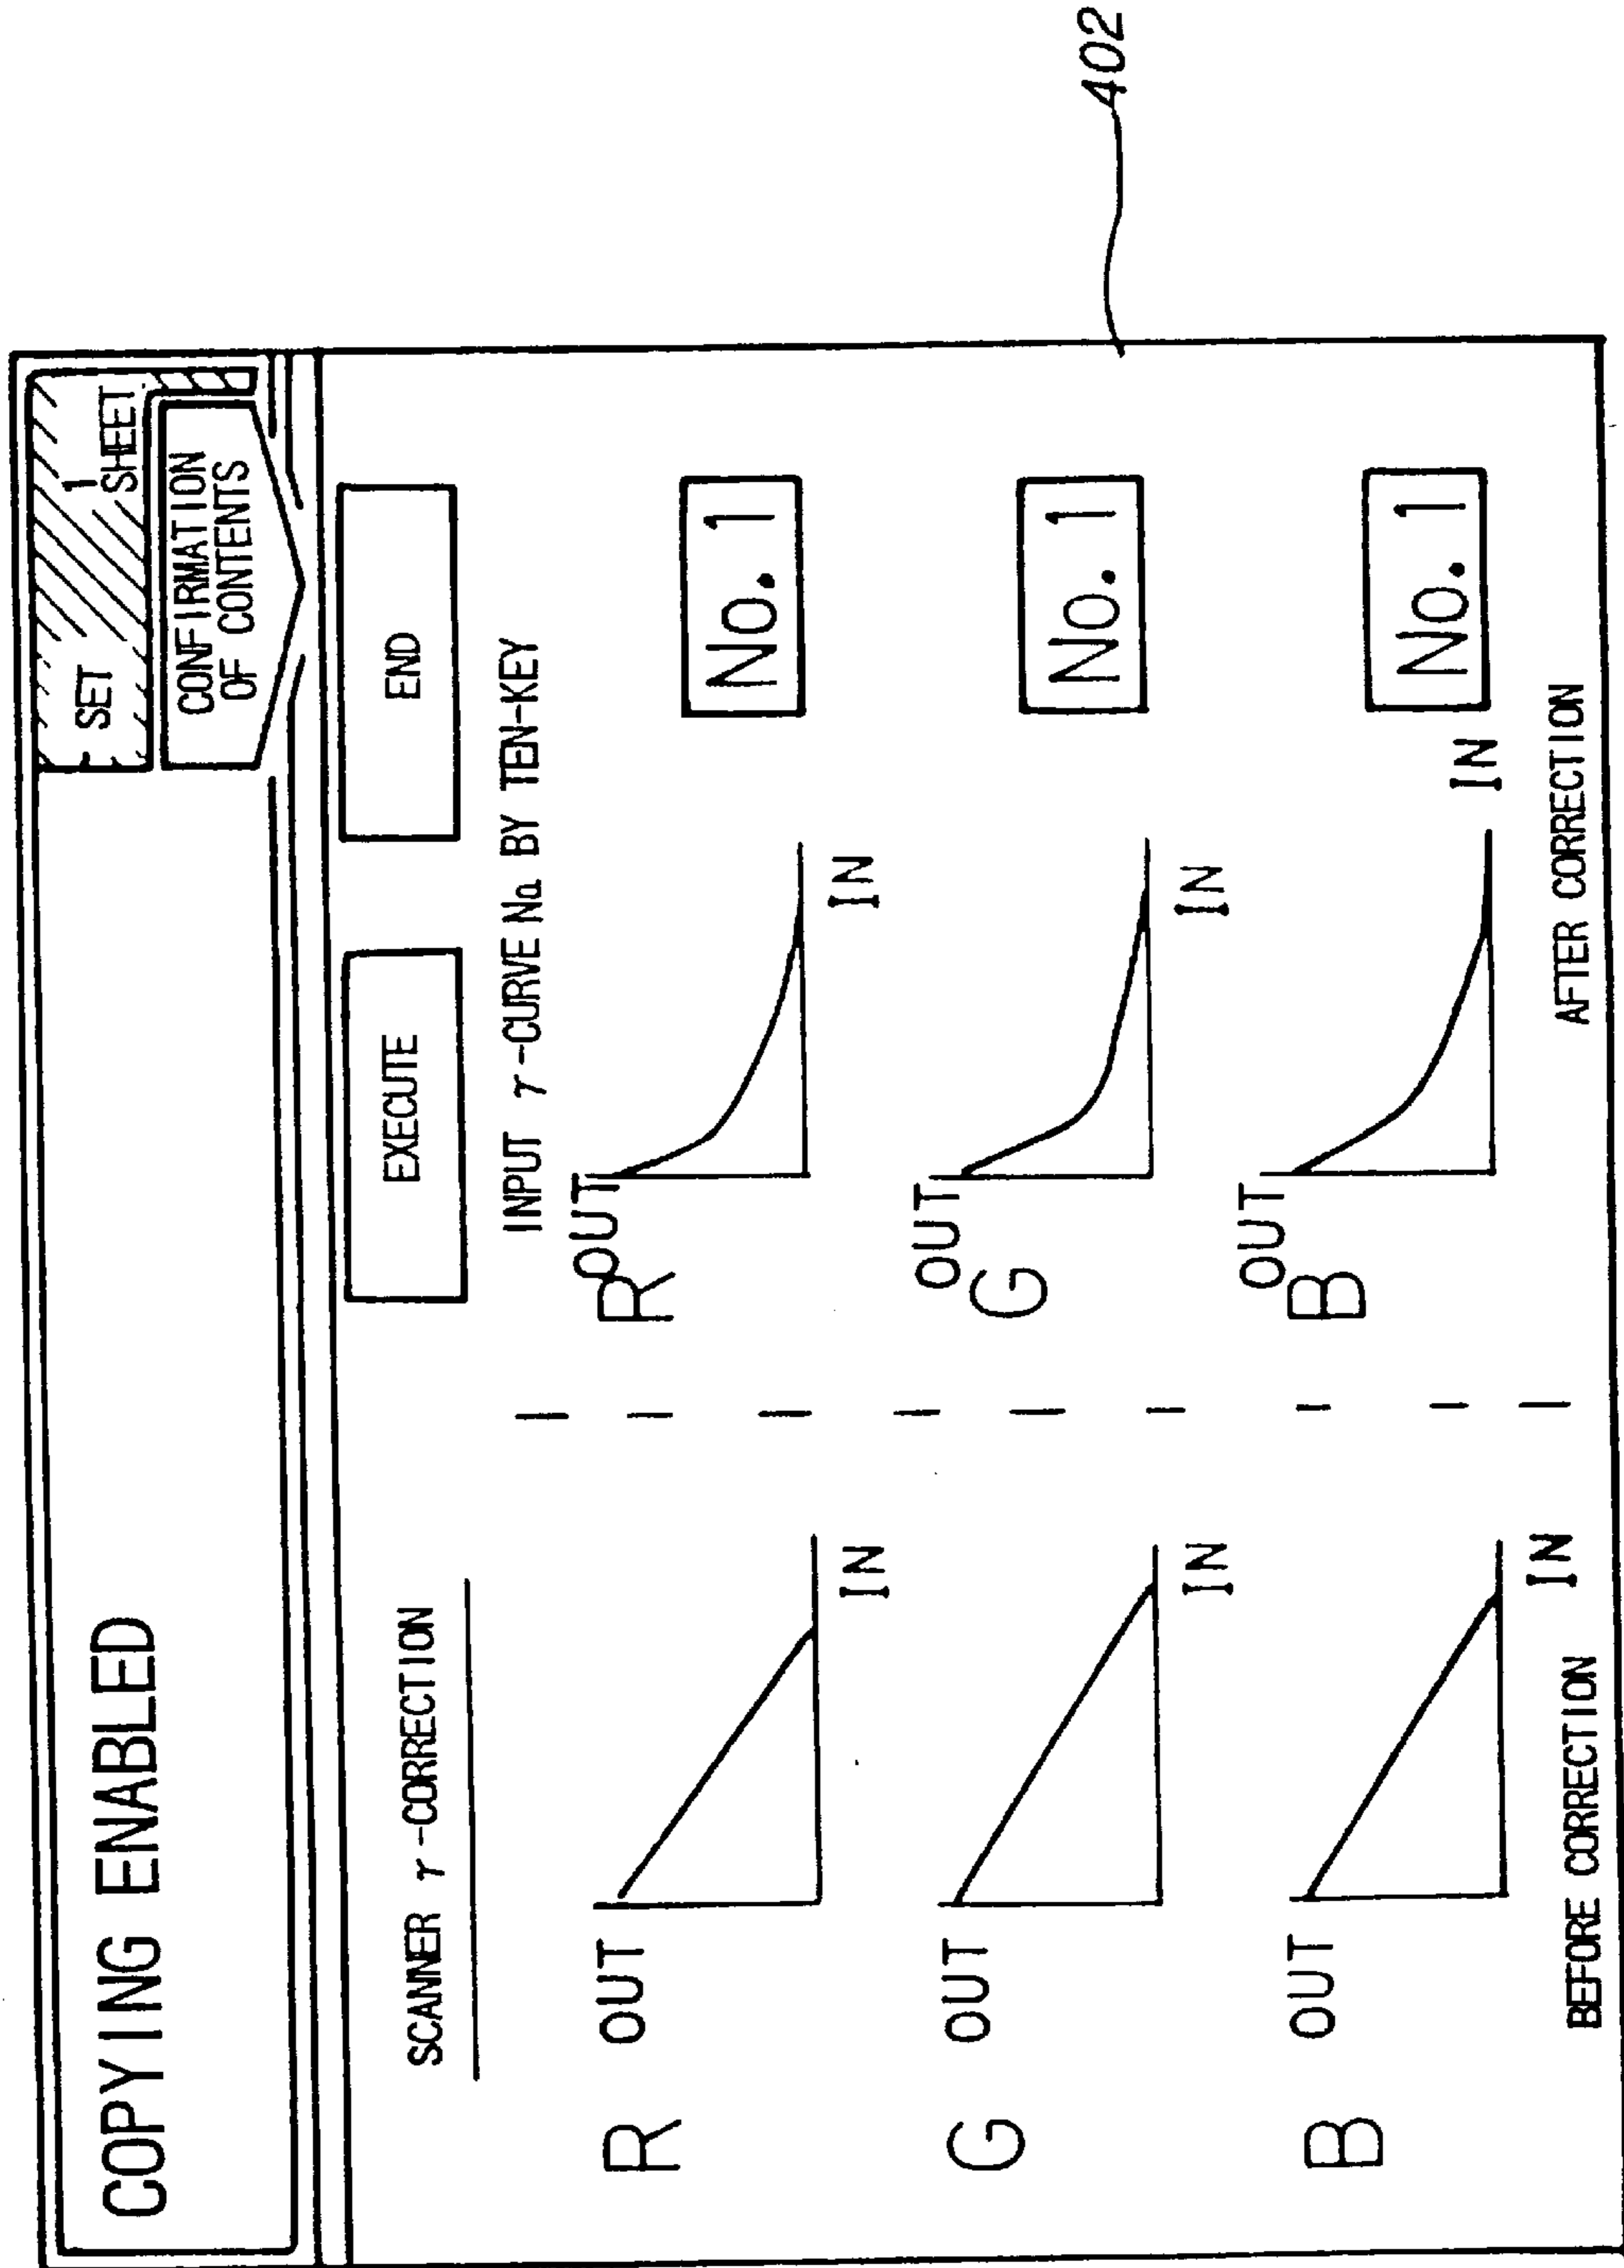 COPYING ENABLED
SET 1 SHEET
CONFIRMATION
OF CONTENTS
EXECUTE
END
SCANNER γ-CORRECTION
INPUT γ-CURVE No. BY TEN-KEY
R
OUT
IN
R
OUT
IN
No. 1
G
OUT
IN
G
OUT
IN
No. 1
B
OUT
IN
B
OUT
IN
No. 1
BEFORE CORRECTION
AFTER CORRECTION
402